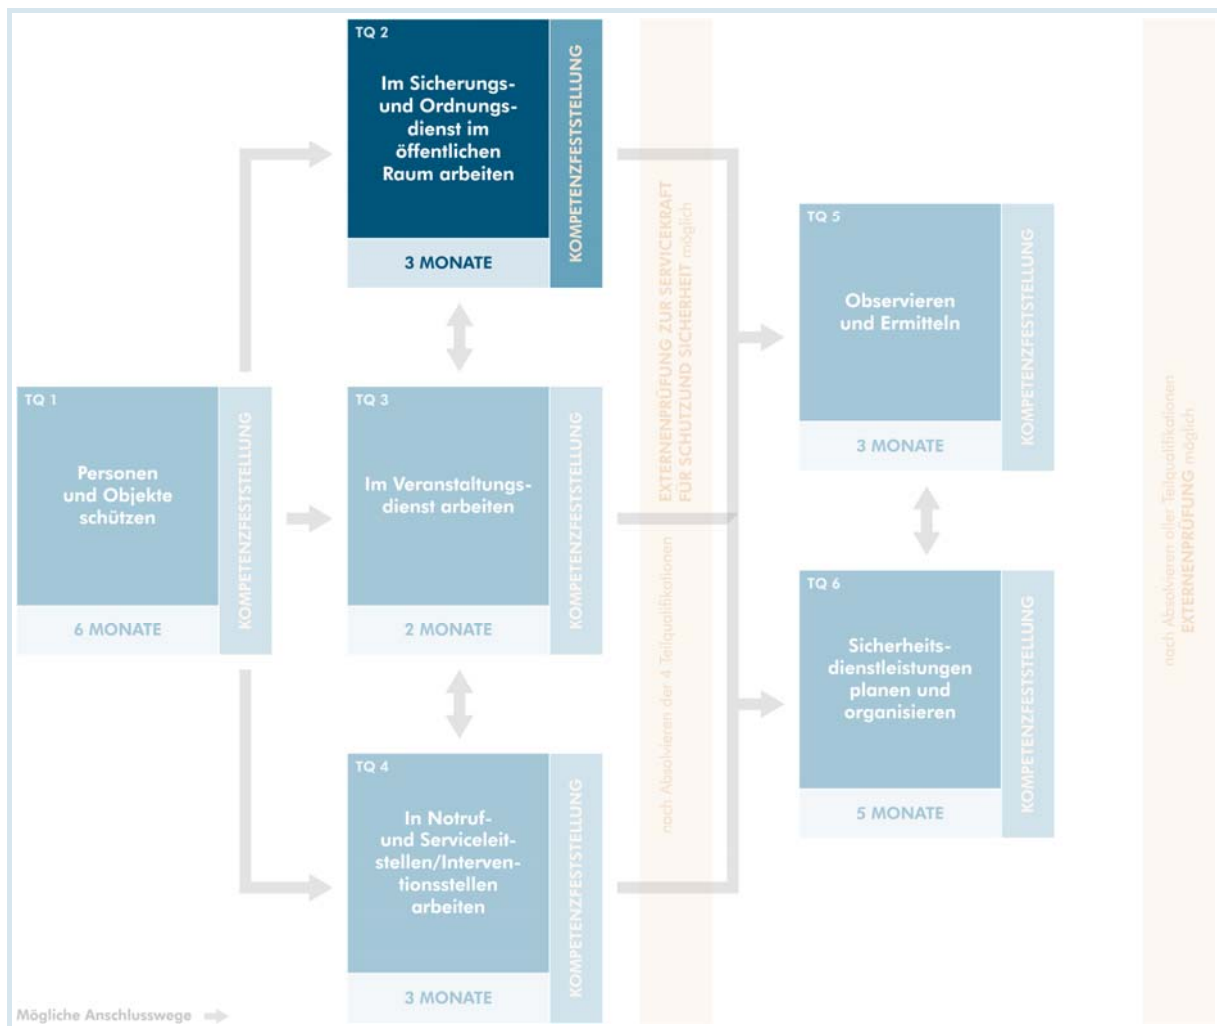 TQ 1
Personen
und Objekte
schützen
6 MONATE
KOMPETENZFESTSTELLUNG
TQ 2
Im Sicherungs-
und Ordnungs-
dienst im
öffentlichen
Raum arbeiten
3 MONATE
KOMPETENZFESTSTELLUNG
TQ 3
Im Veranstaltungs-
dienst arbeiten
2 MONATE
KOMPETENZFESTSTELLUNG
TQ 4
In Notruf-
und Serviceleit-
stellen/Interven-
tionsstellen
arbeiten
3 MONATE
KOMPETENZFESTSTELLUNG
nach Absolvieren der 4 Teilqualifikationen
EXTERNENPRÜFUNG ZUR SERVICEKRAFT
FÜR SCHUTZUND SICHERHEIT möglich
TQ 5
Observieren
und Ermitteln
3 MONATE
KOMPETENZFESTSTELLUNG
TQ 6
Sicherheits-
dienstleistungen
planen und
organisieren
5 MONATE
KOMPETENZFESTSTELLUNG
nach Absolvieren aller Teilqualifikationen
EXTERNENPRÜFUNG möglich
Mögliche Anschlusswege